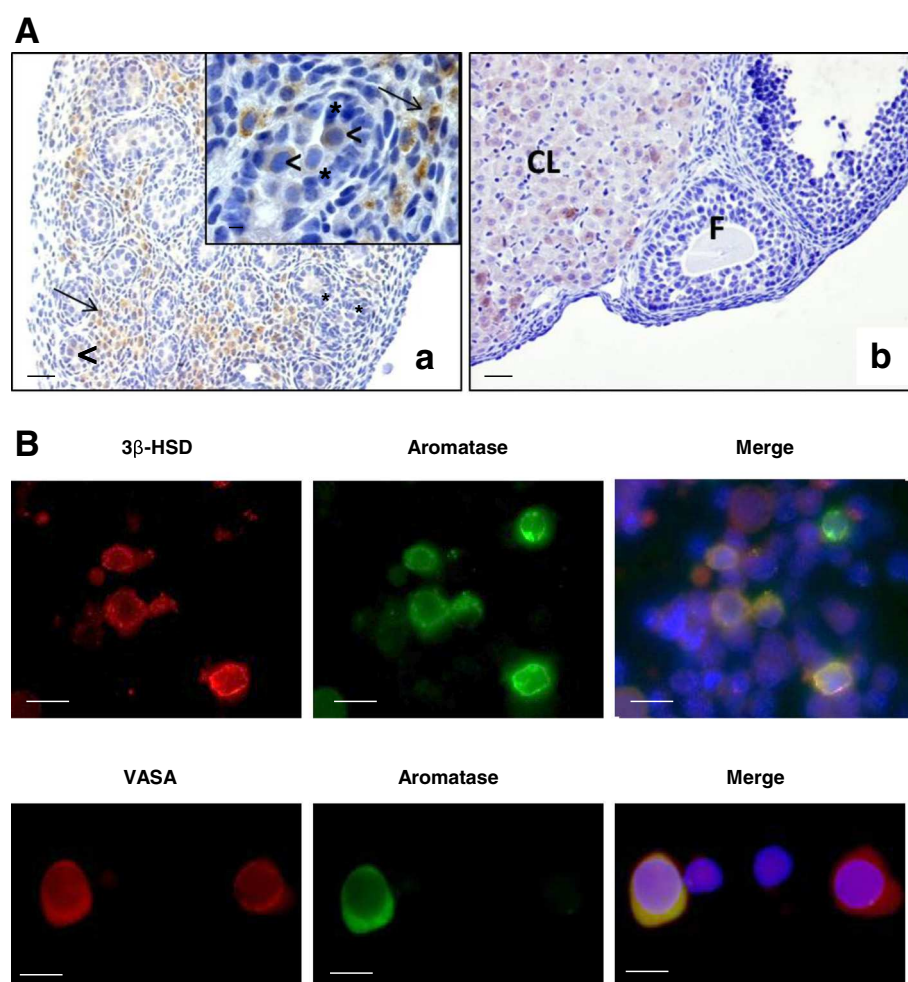 A
*
<
<
*
*
*
<
a
CL
F
b
B
3β-HSD Aromatase Merge
VASA Aromatase Merge